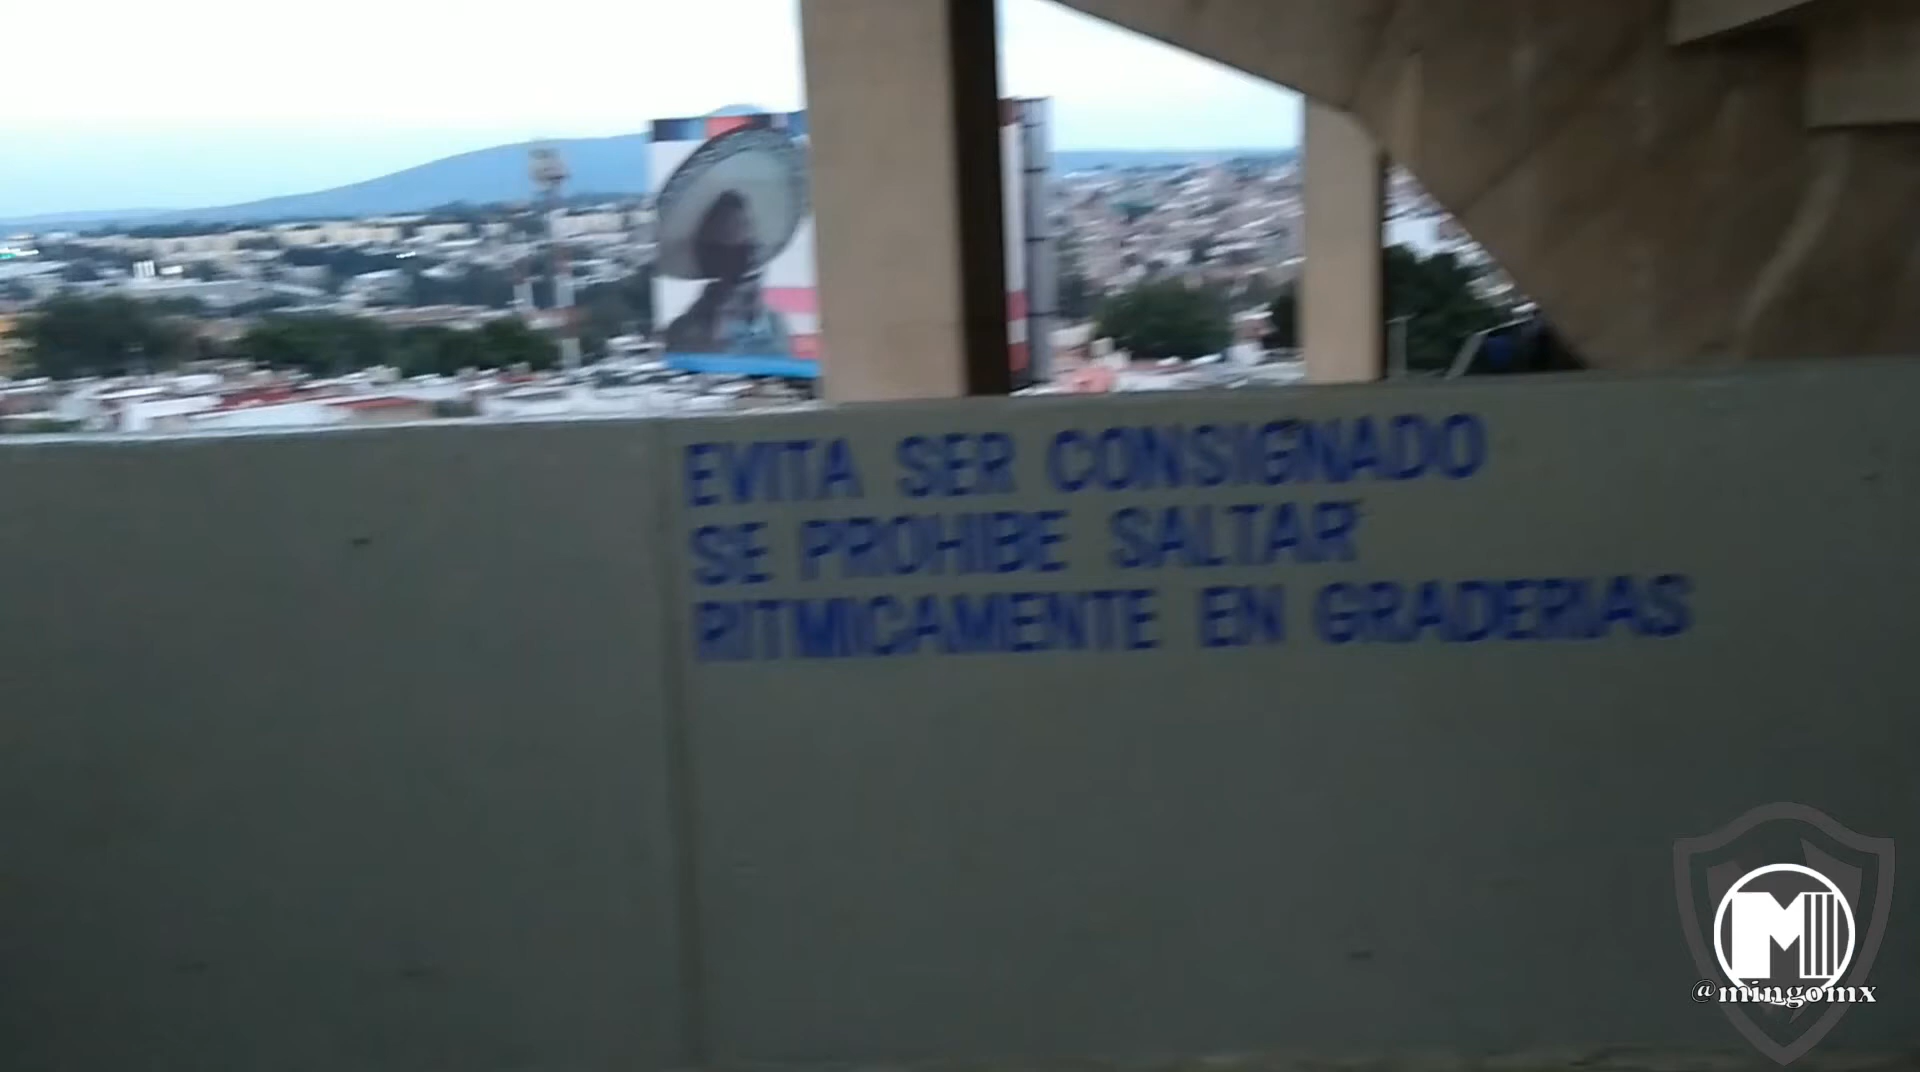 EVITA SER CONSIGNADO
SE PROHIBE SALTAR
RITMICAMENTE EN GRADERIAS
M
@mingomx